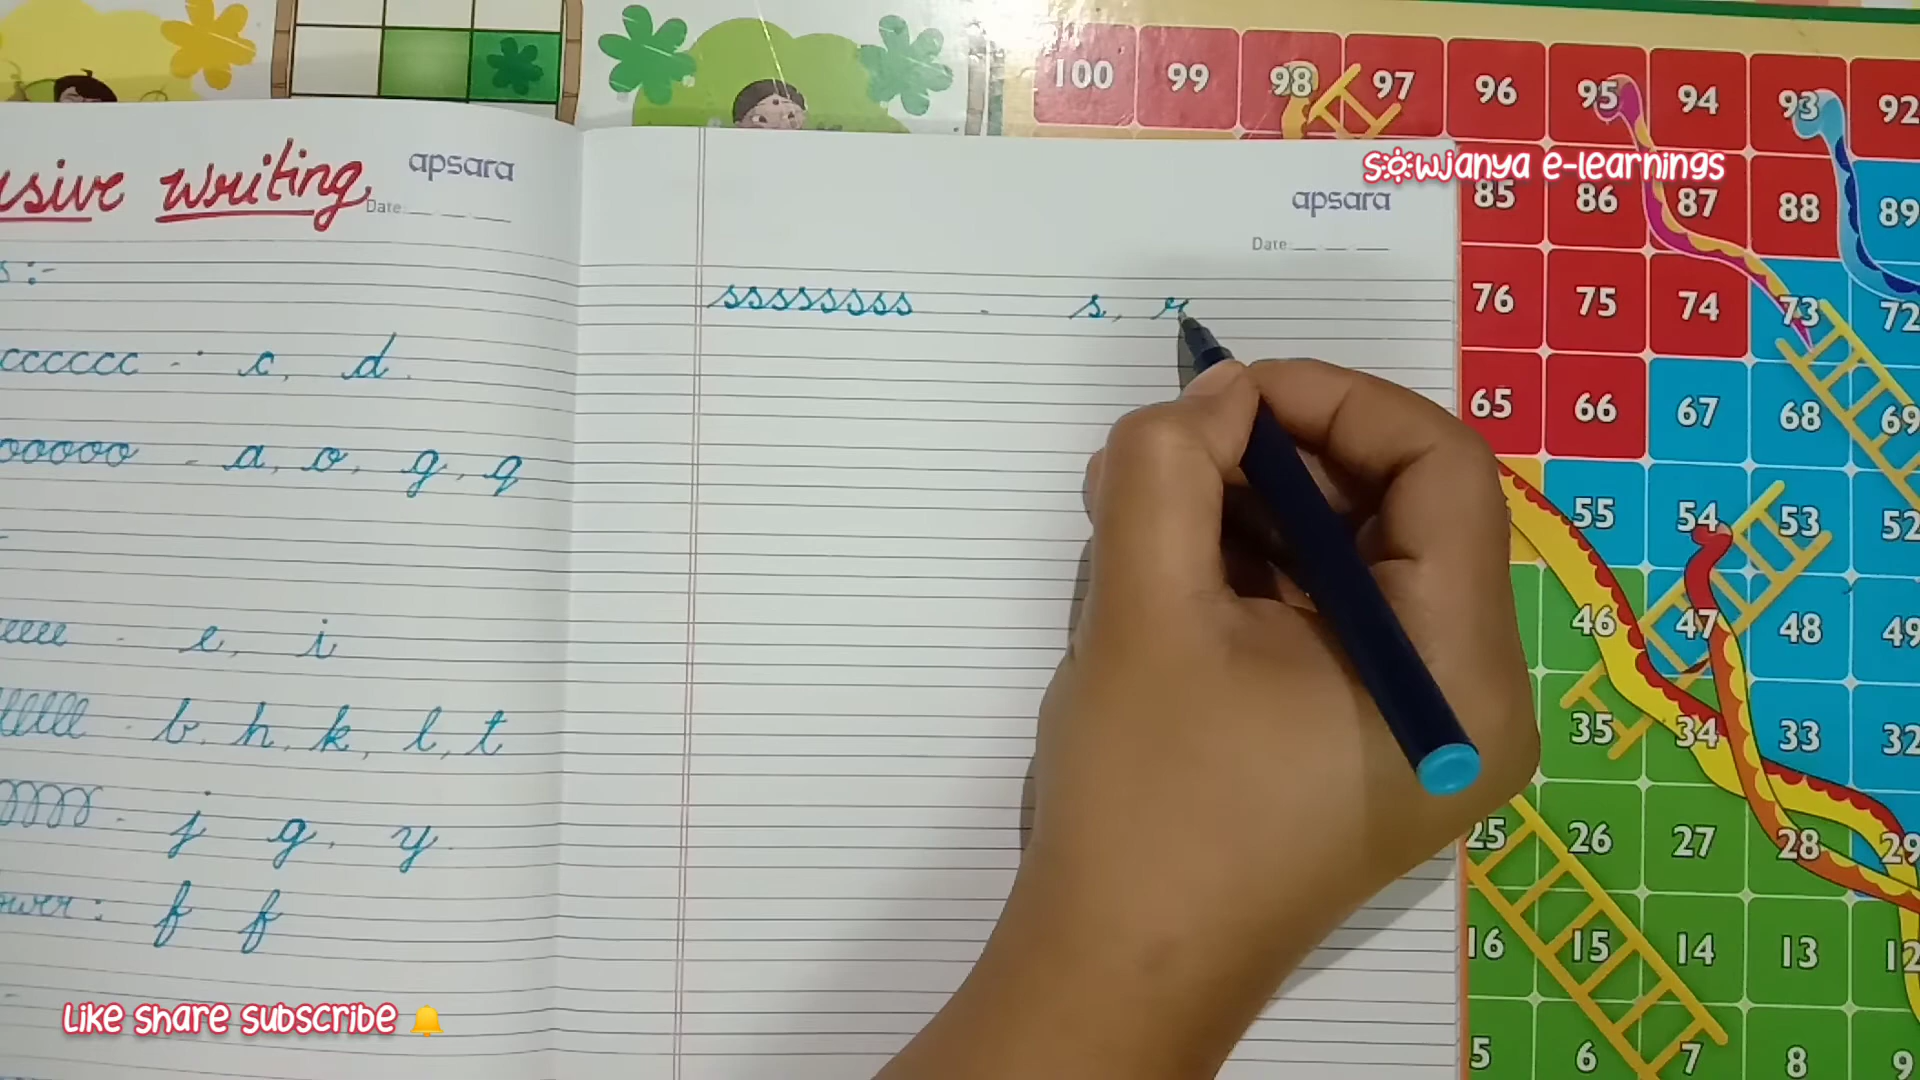 100 99 98 97 96 95 94 93 92
sowjanya e-learnings
writing apsara
Date:
apsara
Date:
85 86 87 88 89
s :-
ssssssss - s, r
76 75 74 73 72
cccccc - c, d
65 66 67 68 69
ooooo - a, o, g, q
55 54 53 52
eeee - e, i
46 47 48 49
lllll - b, h, k, l, t
35 34 33 32
j g, y
25 26 27 28 29
f f
16 15 14 13 12
Like share subscribe
5 6 7 8 9